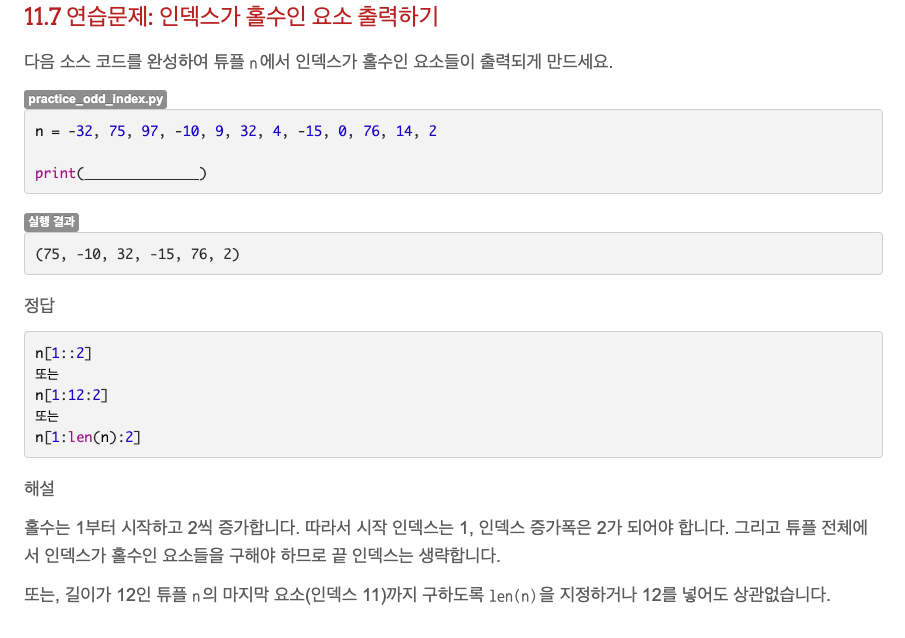 11.7 연습문제: 인덱스가 홀수인 요소 출력하기
다음 소스 코드를 완성하여 튜플 n에서 인덱스가 홀수인 요소들이 출력되게 만드세요.
practice_odd_index.py
n = -32, 75, 97, -10, 9, 32, 4, -15, 0, 76, 14, 2
print(______________)
실행 결과
(75, -10, 32, -15, 76, 2)
정답
n[1::2]
또는
n[1:12:2]
또는
n[1:len(n):2]
해설
홀수는 1부터 시작하고 2씩 증가합니다. 따라서 시작 인덱스는 1, 인덱스 증가폭은 2가 되어야 합니다. 그리고 튜플 전체에
서 인덱스가 홀수인 요소들을 구해야 하므로 끝 인덱스는 생략합니다.
또는, 길이가 12인 튜플 n의 마지막 요소(인덱스 11)까지 구하도록 len(n)을 지정하거나 12를 넣어도 상관없습니다.